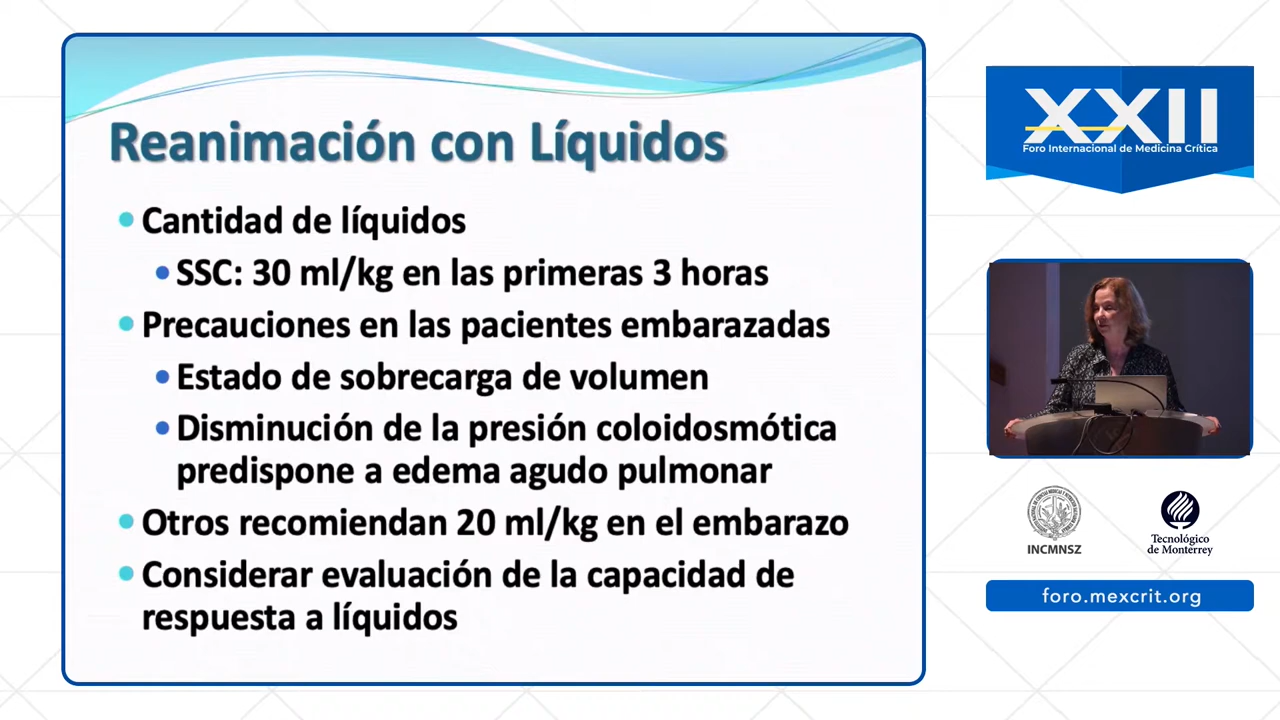 Reanimación con Líquidos
Cantidad de líquidos
SSC: 30 ml/kg en las primeras 3 horas
Precauciones en las pacientes embarazadas
Estado de sobrecarga de volumen
Disminución de la presión coloidosmótica
predispone a edema agudo pulmonar
Otros recomiendan 20 ml/kg en el embarazo
Considerar evaluación de la capacidad de
respuesta a líquidos
XXII
Foro Internacional de Medicina Crítica
INCMNSZ
Tecnológico
de Monterrey
foro.mexcrit.org